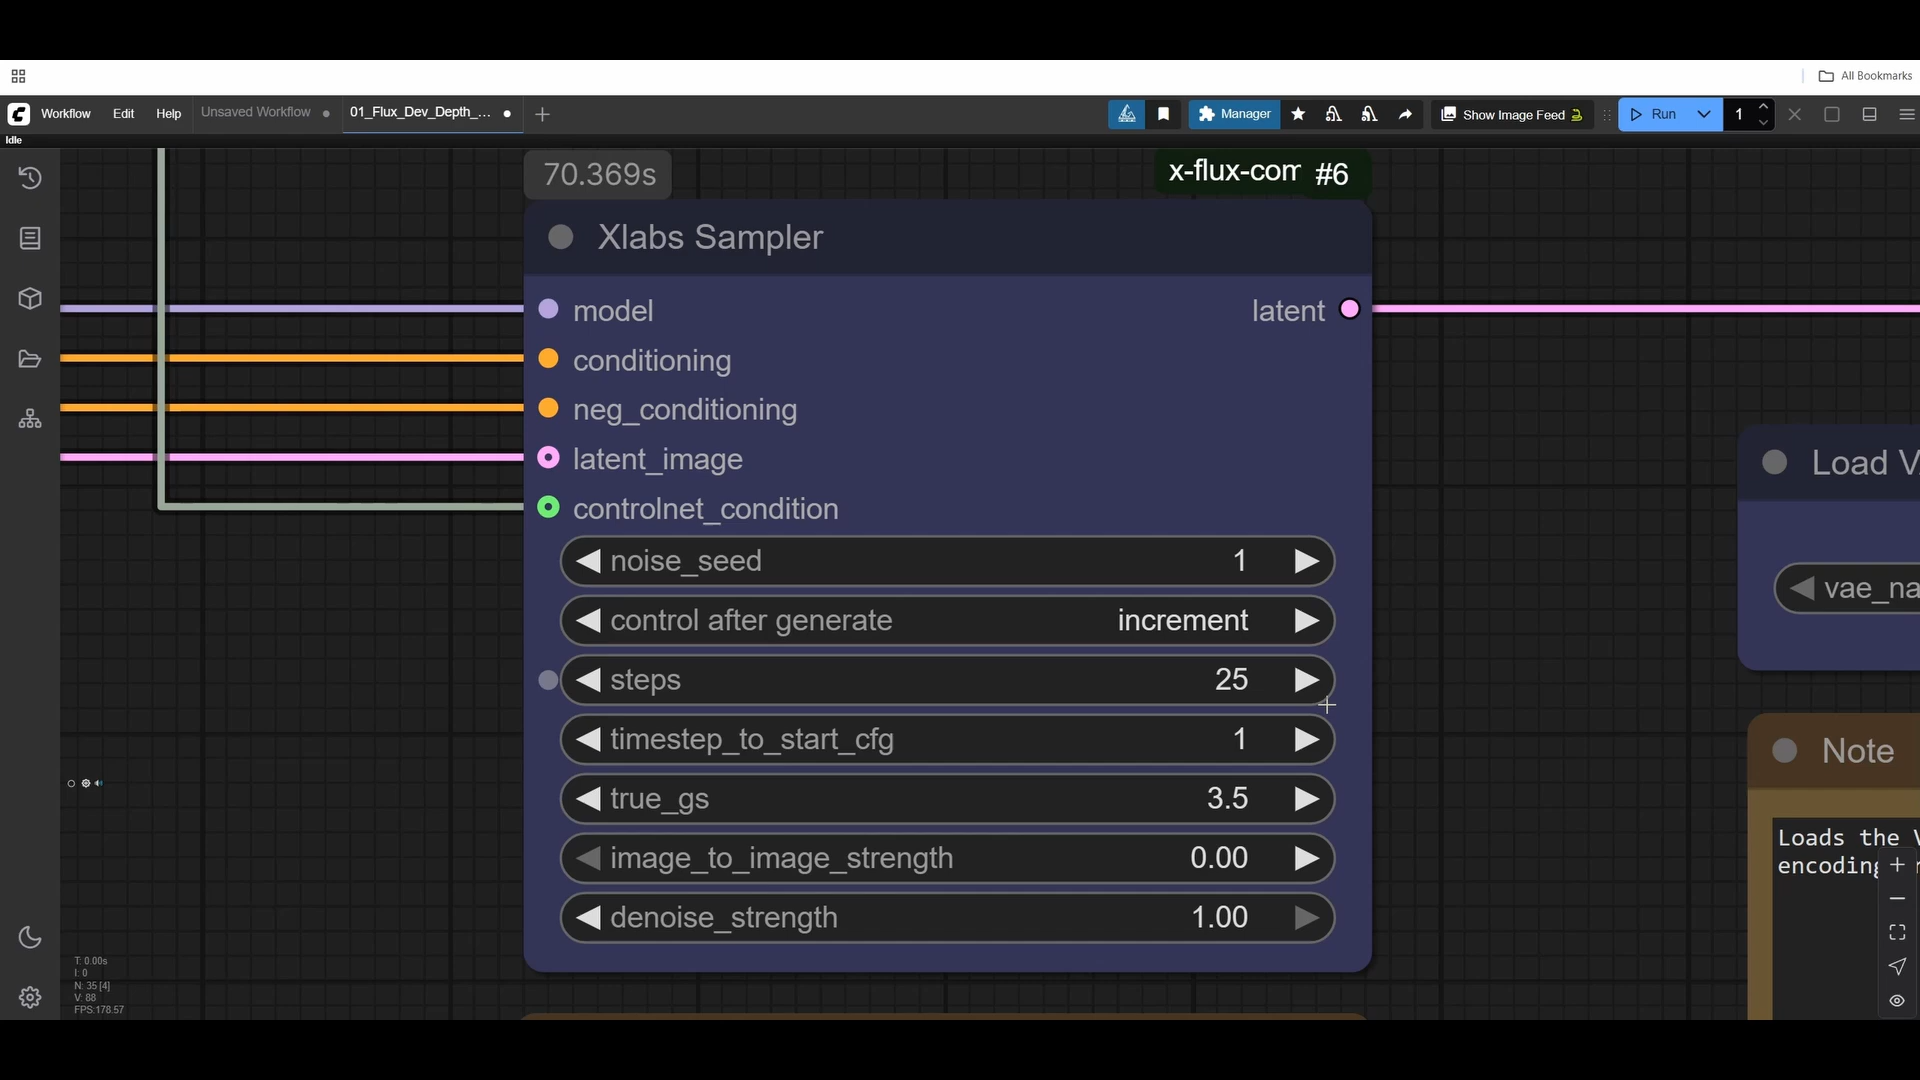 All Bookmarks
Workflow Edit Help Unsaved Workflow 01_Flux_Dev_Depth_... Manager Show Image Feed Run 1
Idle
70.369s x-flux-com #6
Xlabs Sampler
model latent
conditioning
neg_conditioning
latent_image
controlnet_condition
noise_seed 1
control after generate increment
steps 25
timestep_to_start_cfg 1
true_gs 3.5
image_to_image_strength 0.00
denoise_strength 1.00
Load V
vae_na
Note
Loads the V
encoding
T: 0.00s
I: 0
N: 35 [4]
V: 88
FPS:178.57